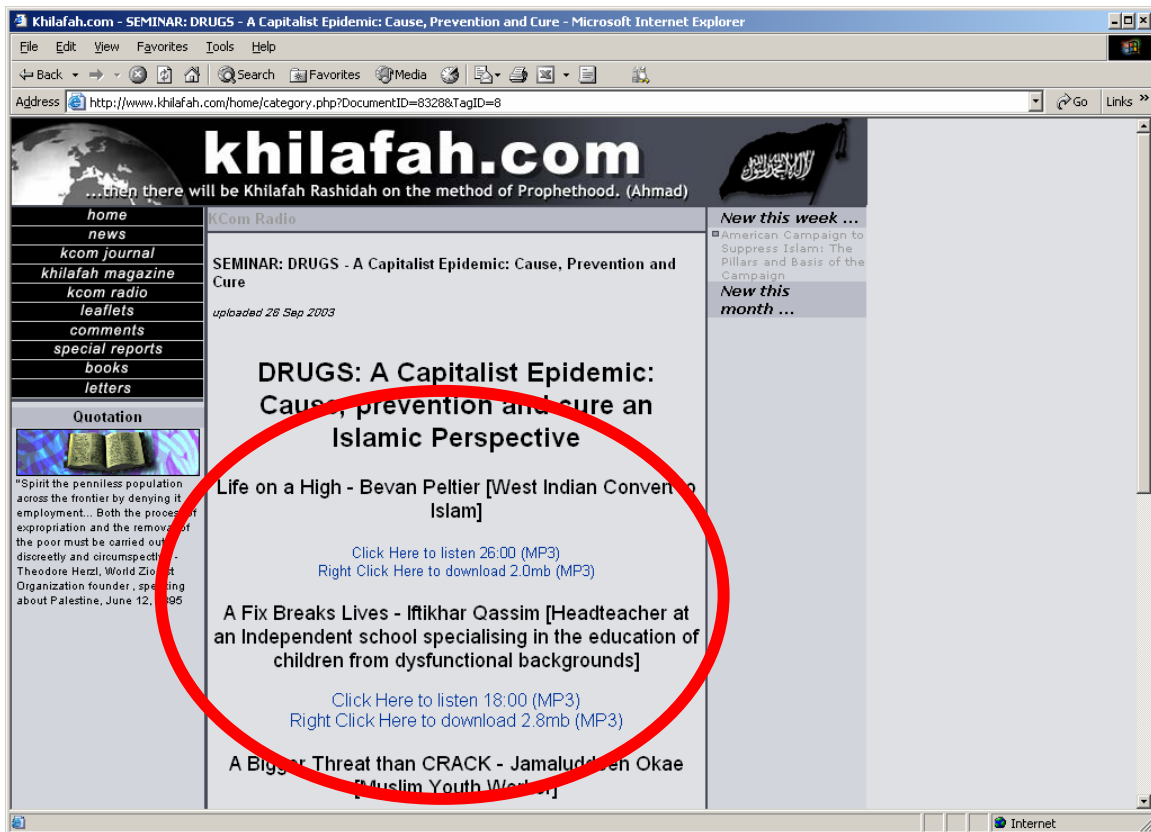 Khilafah.com - SEMINAR: DRUGS - A Capitalist Epidemic: Cause, Prevention and Cure - Microsoft Internet Explorer
File Edit View Favorites Tools Help
Back Search Favorites Media
Address http://www.khilafah.com/home/category.php?DocumentID=8328&TagID=8 Go Links »
khilafah.com
...then there will be Khilafah Rashidah on the method of Prophethood. (Ahmad)
home
news
kcom journal
khilafah magazine
kcom radio
leaflets
comments
special reports
books
letters
Quotation
"Spirit the penniless population
across the frontier by denying it
employment... Both the process of
expropriation and the removal of
the poor must be carried out
discreetly and circumspectly." -
Theodore Herzl, World Zionist
Organization founder , speaking
about Palestine, June 12, 1895
KCom Radio
SEMINAR: DRUGS - A Capitalist Epidemic: Cause, Prevention and
Cure
uploaded 28 Sep 2003
DRUGS: A Capitalist Epidemic:
Cause, prevention and cure an
Islamic Perspective
Life on a High - Bevan Peltier [West Indian Convert to
Islam]
Click Here to listen 26:00 (MP3)
Right Click Here to download 2.0mb (MP3)
A Fix Breaks Lives - Iftikhar Qassim [Headteacher at
an Independent school specialising in the education of
children from dysfunctional backgrounds]
Click Here to listen 18:00 (MP3)
Right Click Here to download 2.8mb (MP3)
A Bigger Threat than CRACK - Jamaluddeen Okae
[Muslim Youth Worker]
New this week ...
American Campaign to
Suppress Islam: The
Pillars and Basis of the
Campaign
New this
month ...
Internet